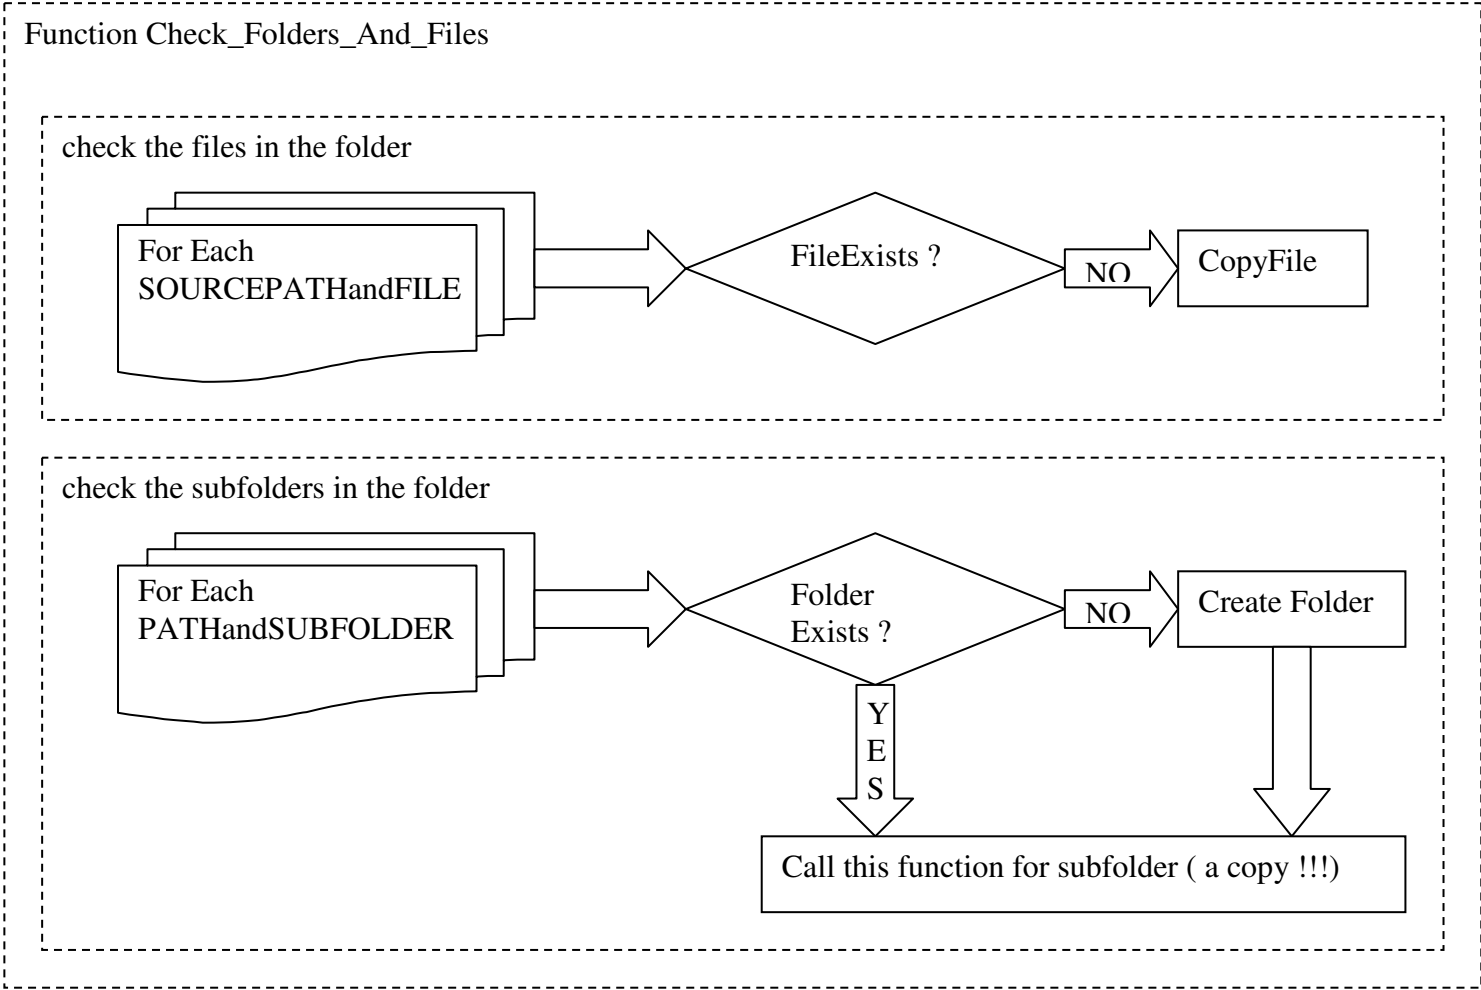 Function Check_Folders_And_Files
check the files in the folder
For Each
SOURCEPATHandFILE
FileExists ?
NO
CopyFile
check the subfolders in the folder
For Each
PATHandSUBFOLDER
Folder
Exists ?
NO
Create Folder
Y
E
S
Call this function for subfolder ( a copy !!!)